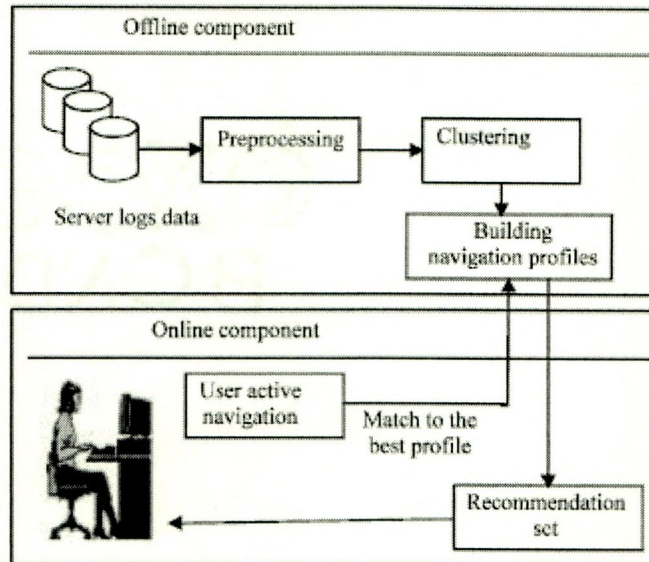 Offline component
Preprocessing
Clustering
Server logs data
Building
navigation profiles
Online component
User active
navigation
Match to the
best profile
Recommendation
set